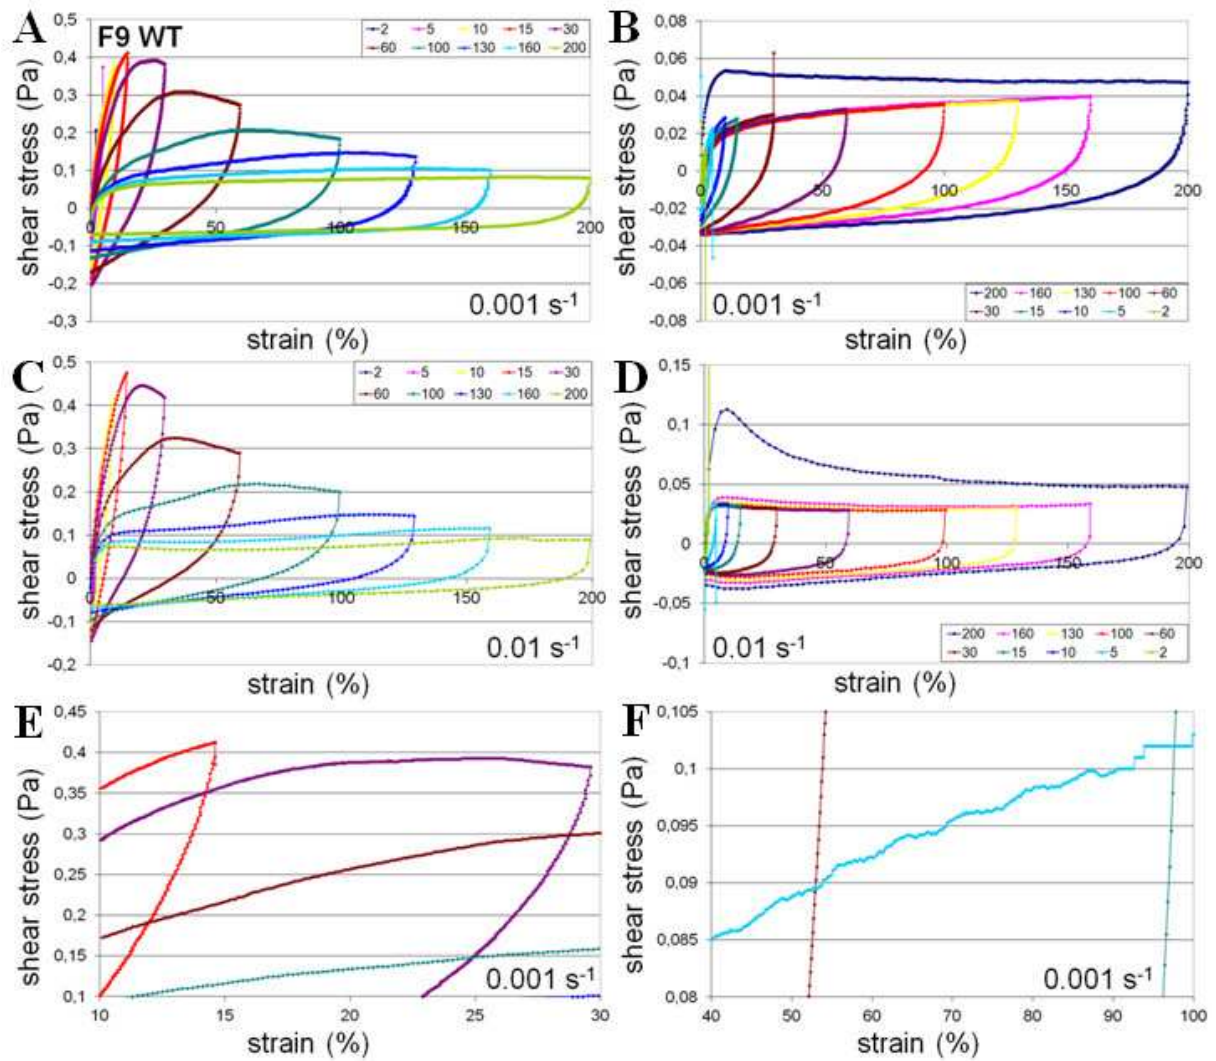 A
F9 WT
shear stress (Pa)
0,5
0,4
0,3
0,2
0,1
0
-0,1
-0,2
-0,3
0 50 100 150 200
2 5 10 15 30
60 100 130 160 200
0.001 s-1
strain (%)
B
shear stress (Pa)
0,08
0,06
0,04
0,02
0
-0,02
-0,04
-0,06
-0,08
0 50 100 150 200
200 160 130 100 60
30 15 10 5 2
0.001 s-1
strain (%)
C
shear stress (Pa)
0,5
0,4
0,3
0,2
0,1
0
-0,1
-0,2
0 50 100 150 200
2 5 10 15 30
60 100 130 160 200
0.01 s-1
strain (%)
D
shear stress (Pa)
0,15
0,1
0,05
0
-0,05
-0,1
0 50 100 150 200
200 160 130 100 60
30 15 10 5 2
0.01 s-1
strain (%)
E
shear stress (Pa)
0,45
0,4
0,35
0,3
0,25
0,2
0,15
0,1
10 15 20 25 30
0.001 s-1
strain (%)
F
shear stress (Pa)
0,105
0,1
0,095
0,09
0,085
0,08
40 50 60 70 80 90 100
0.001 s-1
strain (%)